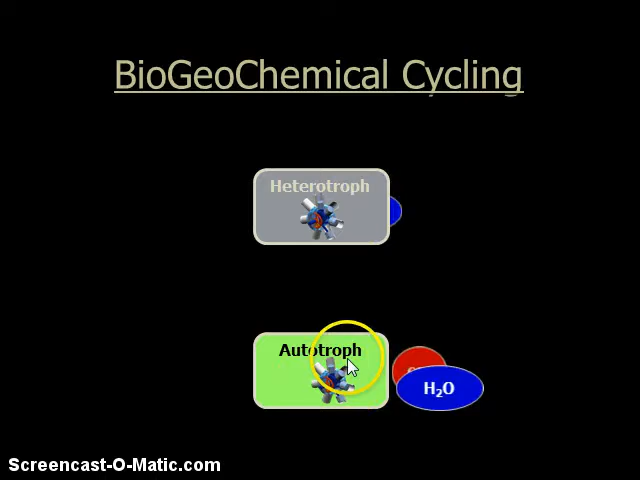 BioGeoChemical Cycling
Heterotroph
Autotroph
H₂O
Screencast-O-Matic.com